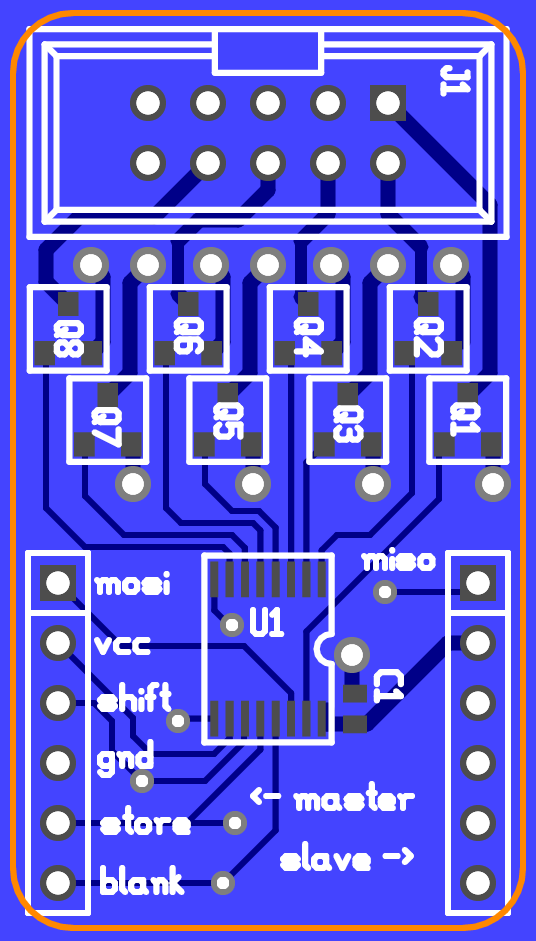 J1
Q8
Q6
Q4
Q2
Q7
Q5
Q3
Q1
miso
mosi
U1
vcc
C1
shift
gnd
<- master
store
slave ->
blank